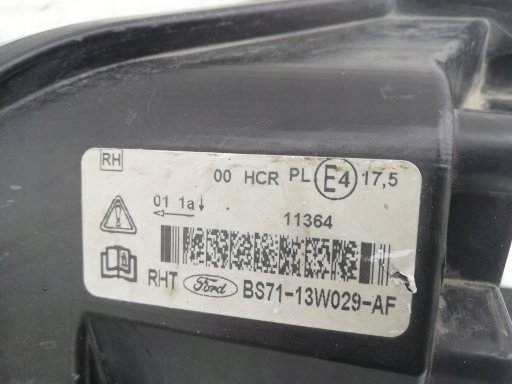 RH
00 HCR PL E4 17,5
01 1a
11364
RHT Ford BS71-13W029-AF